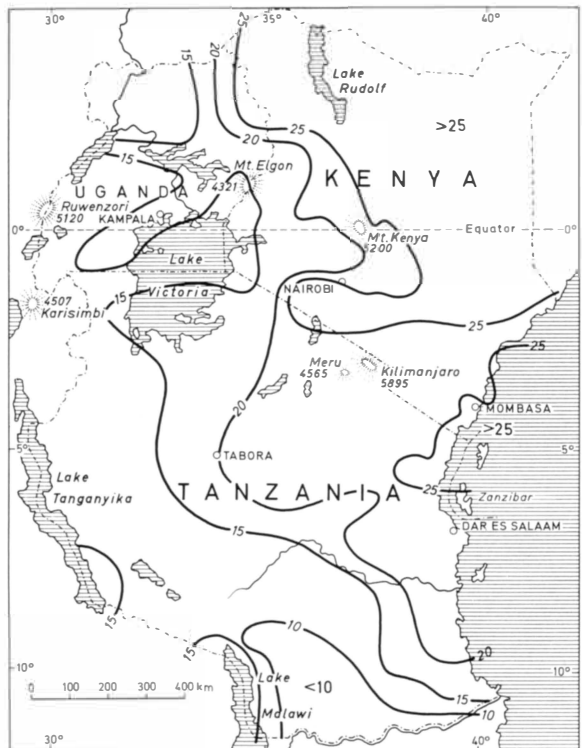 30°
35°
40°
25
15
20
Lake
Rudolf
>25
25
20
15
Mt. Elgon
4321
KENYA
UGANDA
Ruwenzori
5120
KAMPALA
0°
Equator
0°
Mt. Kenya
5200
Lake
Victoria
NAIROBI
4507
Karisimbi
15
25
25
Meru
4565
Kilimanjaro
5895
20
MOMBASA
>25
5°
TABORA
5°
Lake
Tanganyika
TANZANIA
25
Zanzibar
DAR ES SALAAM
15
15
10
15
20
10°
10°
Lake
Malawi
<10
15
10
0 100 200 300 400 km
30°
40°